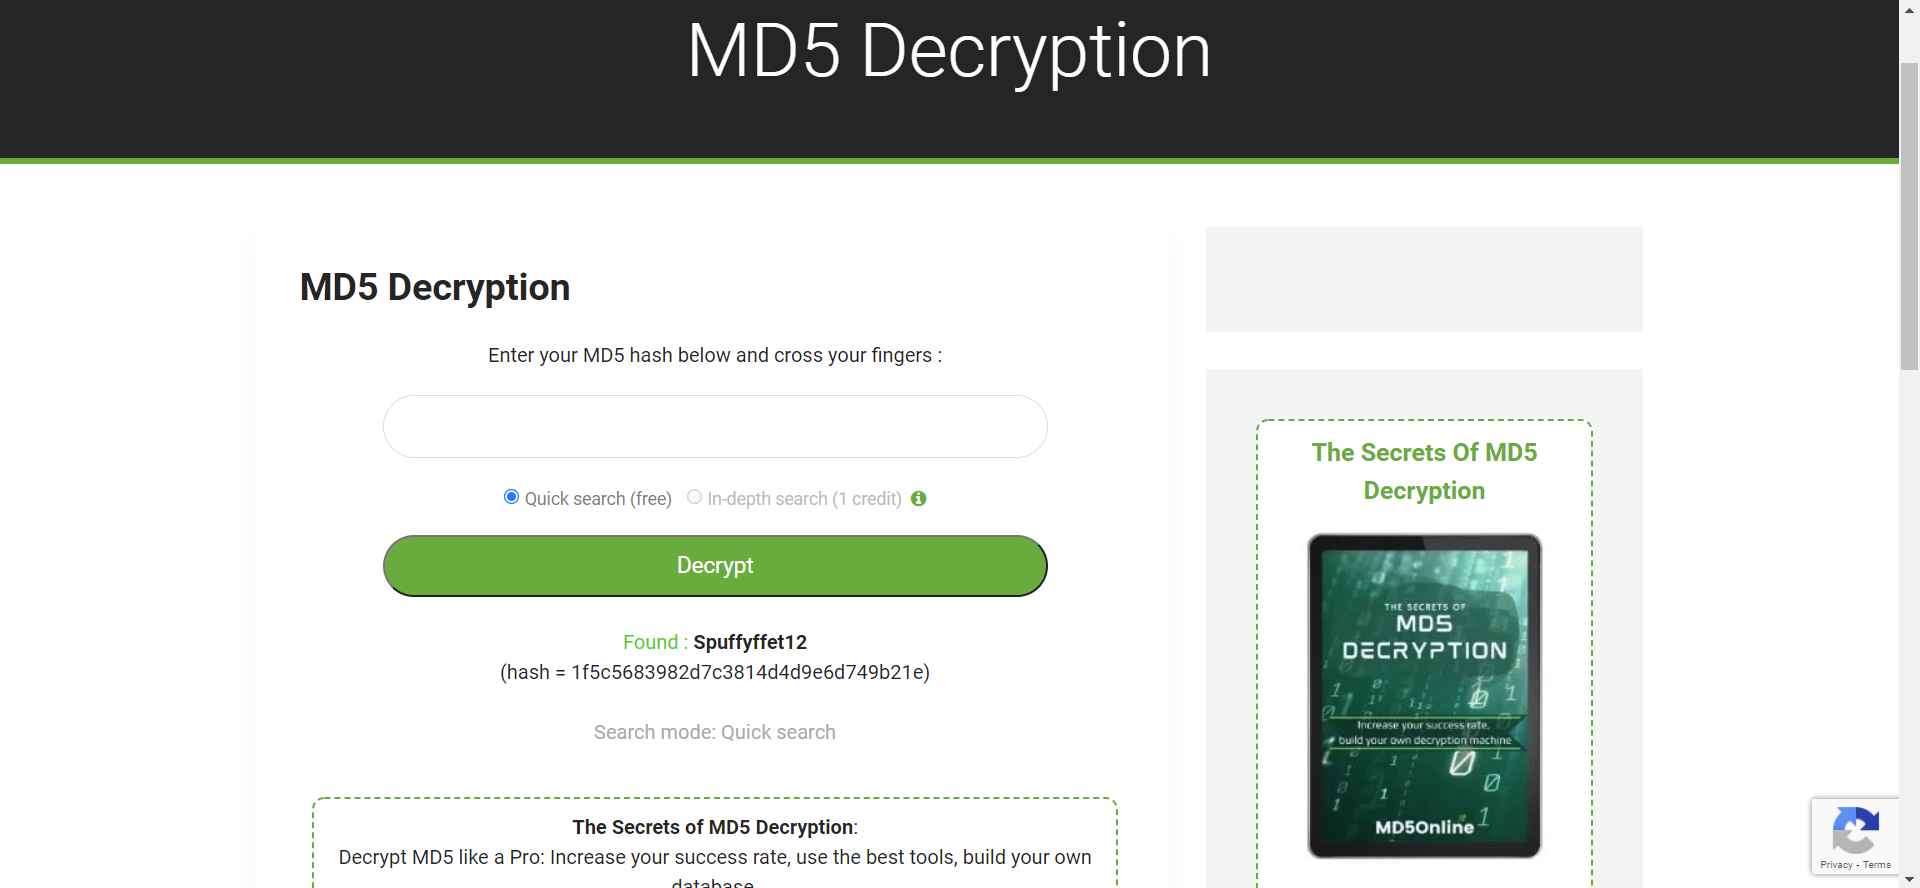 MD5 Decryption
MD5 Decryption
Enter your MD5 hash below and cross your fingers :
Quick search (free) In-depth search (1 credit)
Decrypt
Found : Spuffyffet12
(hash = 1f5c5683982d7c3814d4d9e6d749b21e)
Search mode: Quick search
The Secrets of MD5 Decryption:
Decrypt MD5 like a Pro: Increase your success rate, use the best tools, build your own
database
The Secrets Of MD5
Decryption
THE SECRETS OF
MD5
DECRYPTION
Increase your success rate,
build your own decryption machine
MD5Online
Privacy - Terms